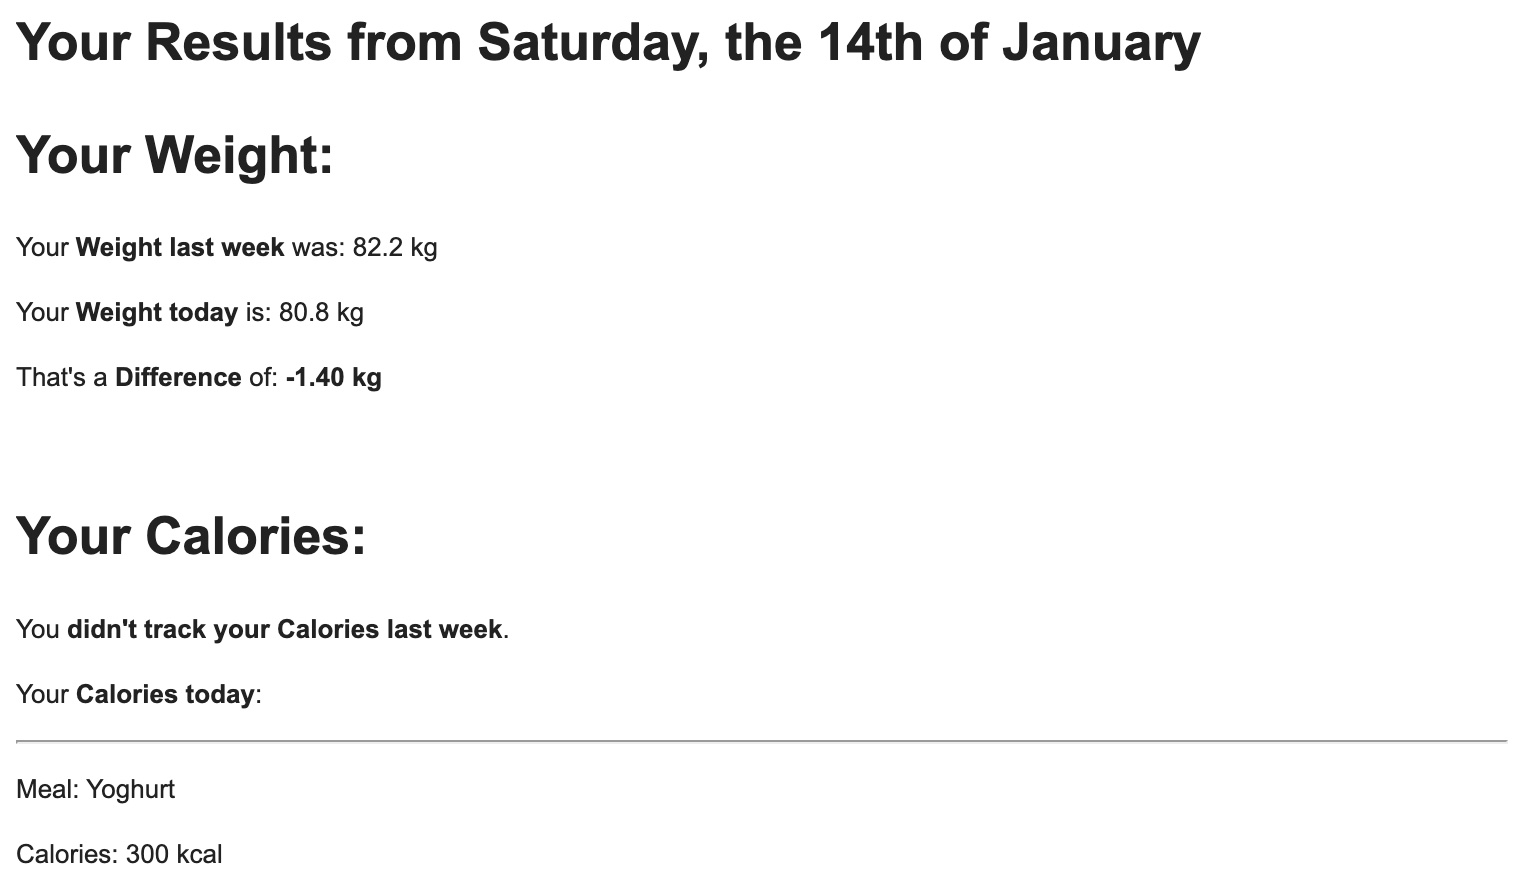 Your Results from Saturday, the 14th of January
Your Weight:
Your Weight last week was: 82.2 kg
Your Weight today is: 80.8 kg
That's a Difference of: -1.40 kg
Your Calories:
You didn't track your Calories last week.
Your Calories today:
Meal: Yoghurt
Calories: 300 kcal